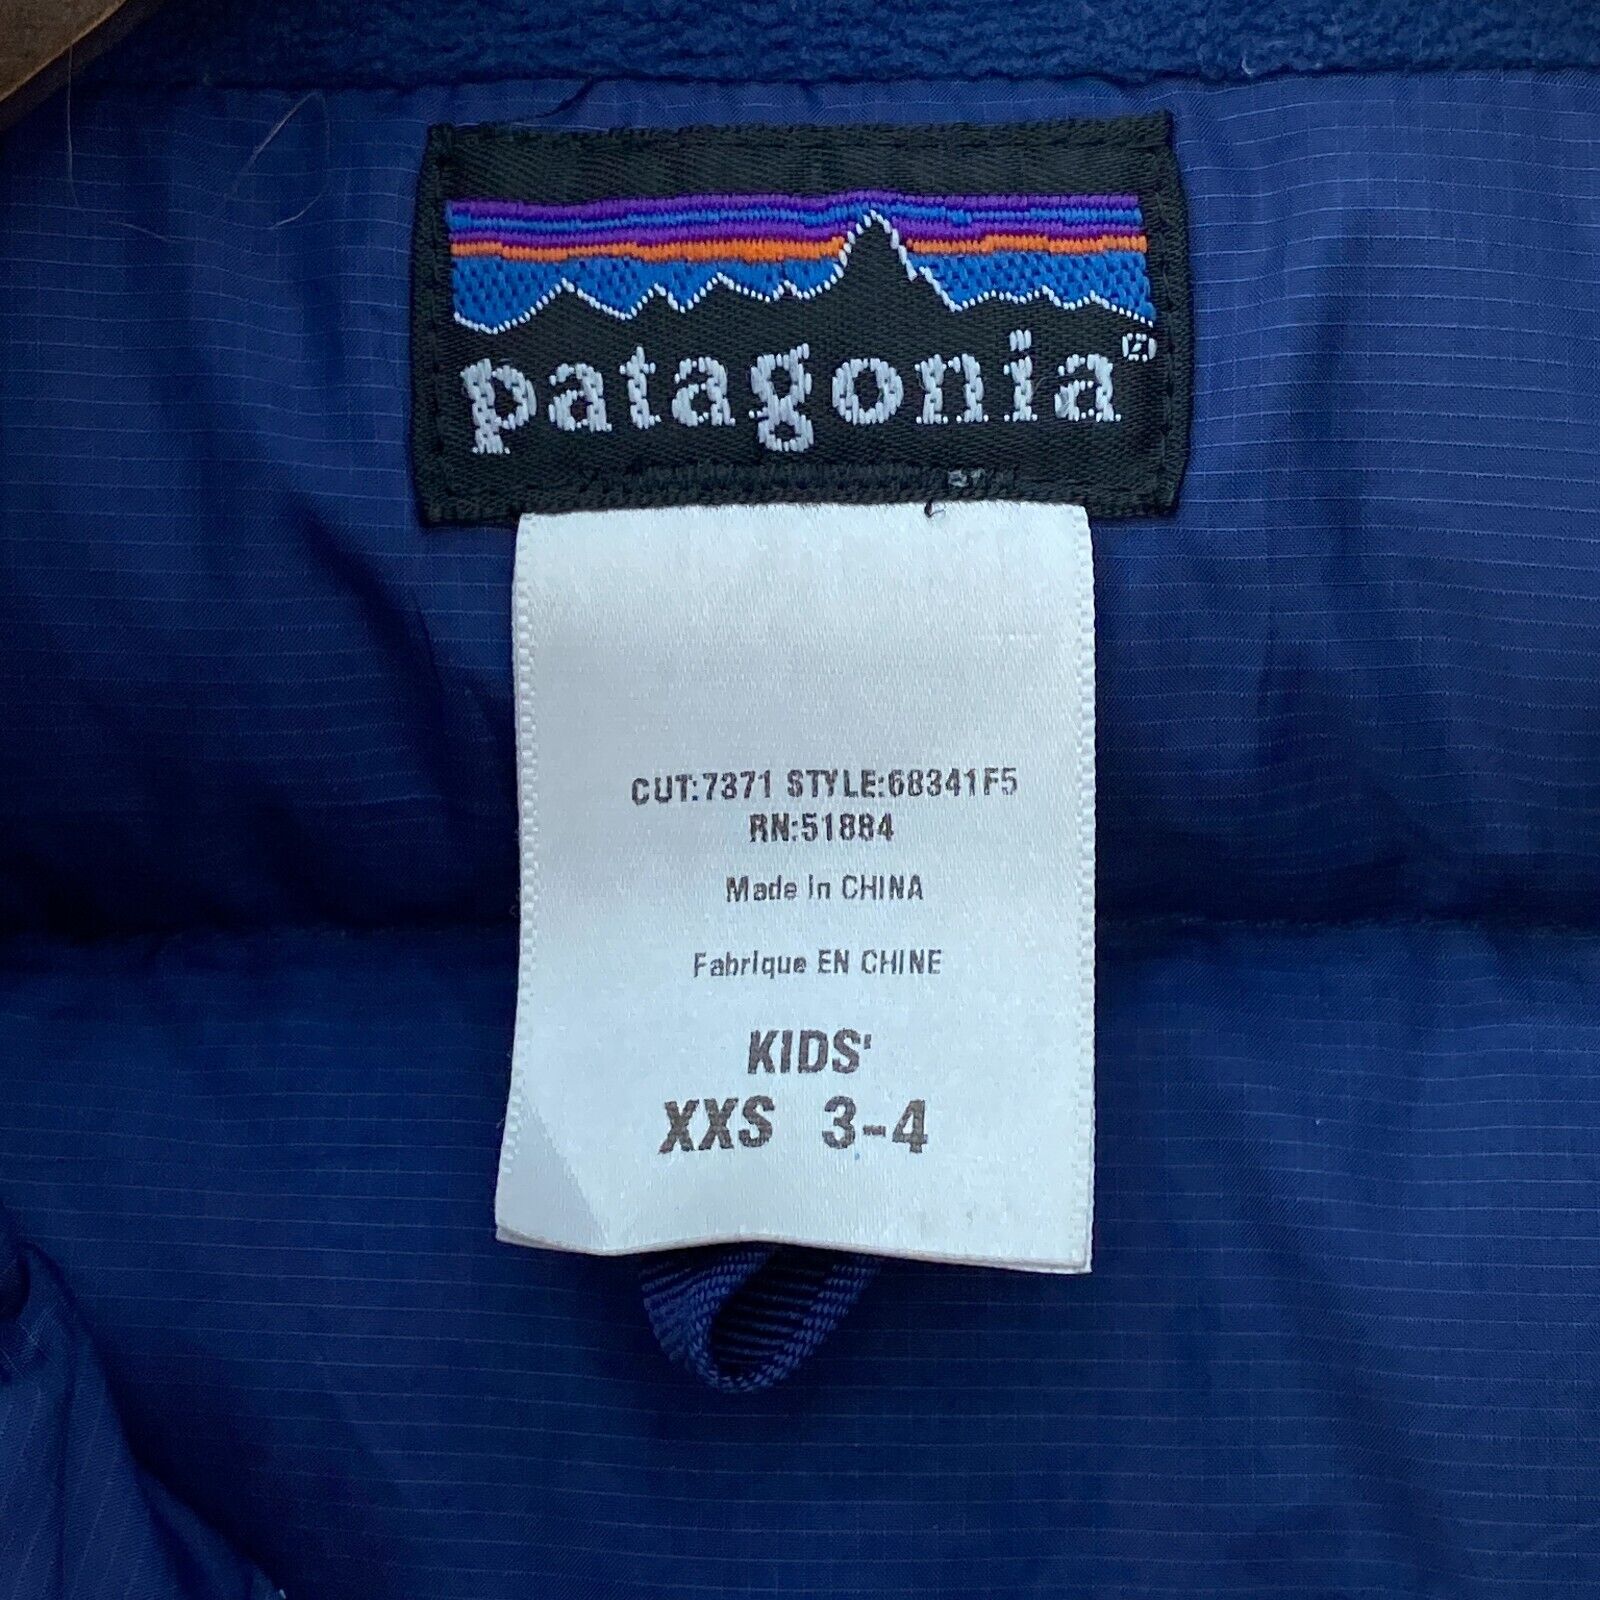 patagonia®
CUT:7371 STYLE:68341F5
RN:51884
Made in CHINA
Fabrique EN CHINE
KIDS'
XXS 3-4